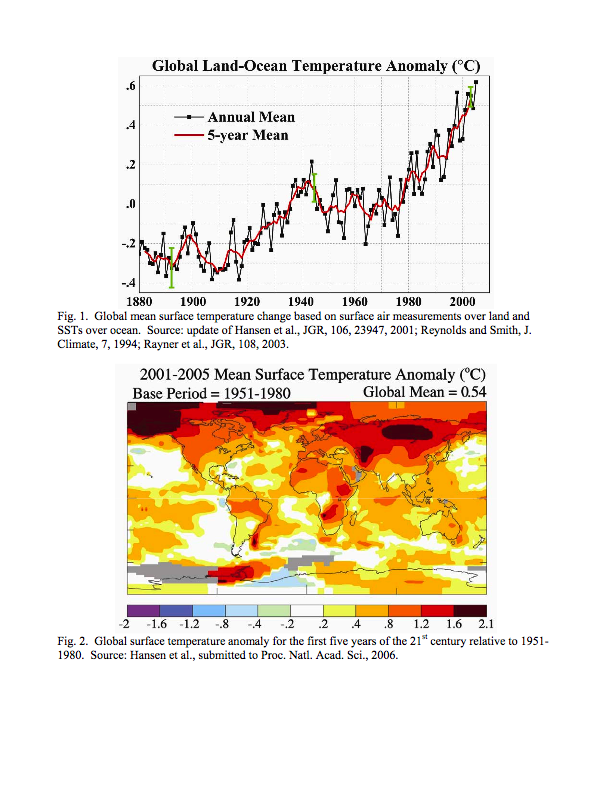 Global Land-Ocean Temperature Anomaly (°C)
.6
.4
.2
.0
-.2
-.4
Annual Mean
5-year Mean
1880 1900 1920 1940 1960 1980 2000
Fig. 1. Global mean surface temperature change based on surface air measurements over land and
SSTs over ocean. Source: update of Hansen et al., JGR, 106, 23947, 2001; Reynolds and Smith, J.
Climate, 7, 1994; Rayner et al., JGR, 108, 2003.
2001-2005 Mean Surface Temperature Anomaly (°C)
Base Period = 1951-1980 Global Mean = 0.54
-2 -1.6 -1.2 -.8 -.4 -.2 .2 .4 .8 1.2 1.6 2.1
Fig. 2. Global surface temperature anomaly for the first five years of the 21st century relative to 1951-
1980. Source: Hansen et al., submitted to Proc. Natl. Acad. Sci., 2006.